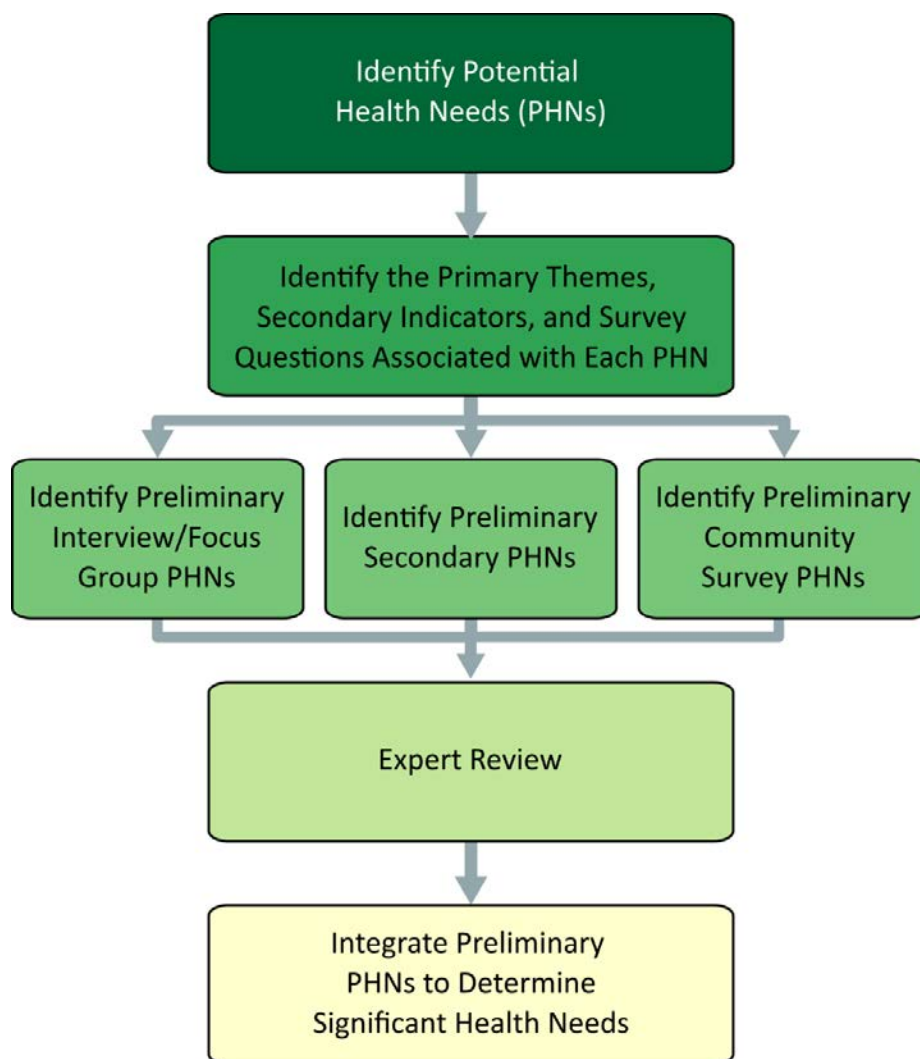 Identify Potential
Health Needs (PHNs)
Identify the Primary Themes,
Secondary Indicators, and Survey
Questions Associated with Each PHN
Identify Preliminary
Interview/Focus
Group PHNs
Identify Preliminary
Secondary PHNs
Identify Preliminary
Community
Survey PHNs
Expert Review
Integrate Preliminary
PHNs to Determine
Significant Health Needs